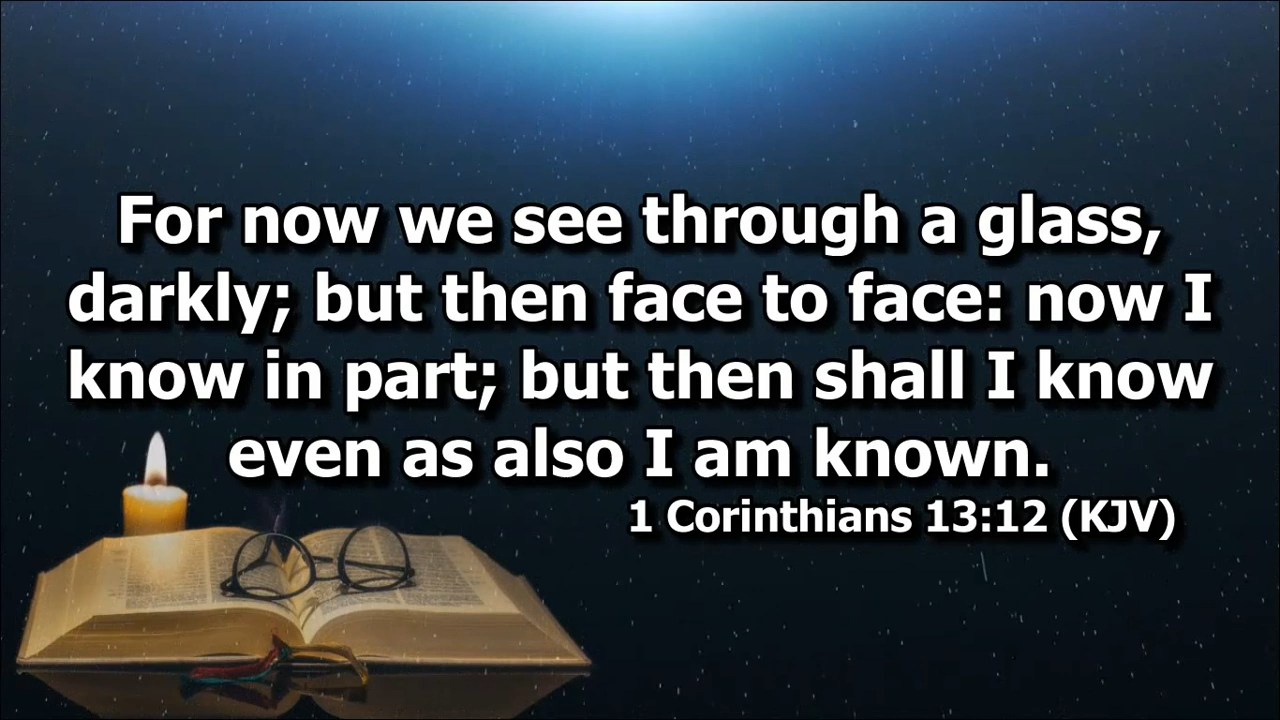 For now we see through a glass,
darkly; but then face to face: now I
know in part; but then shall I know
even as also I am known.
1 Corinthians 13:12 (KJV)